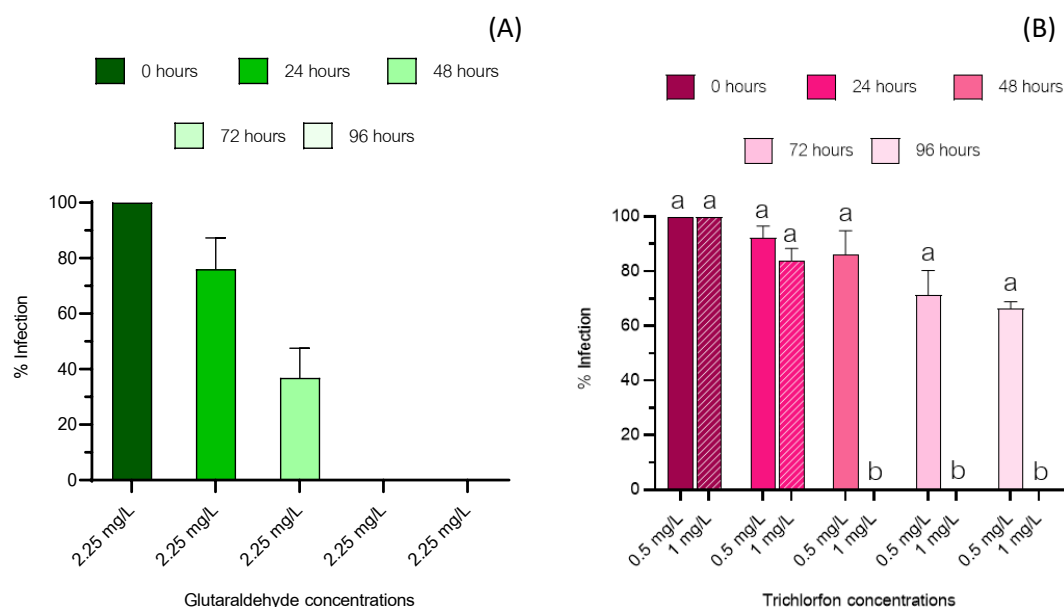 (A)
0 hours
24 hours
48 hours
72 hours
96 hours
100
80
60
40
20
0
% Infection
2.25 mg/L
2.25 mg/L
2.25 mg/L
2.25 mg/L
2.25 mg/L
Glutaraldehyde concentrations
(B)
0 hours
24 hours
48 hours
72 hours
96 hours
a a a a a b a b a b
100
80
60
40
20
0
% Infection
0.5 mg/L
1 mg/L
0.5 mg/L
1 mg/L
0.5 mg/L
1 mg/L
0.5 mg/L
1 mg/L
0.5 mg/L
1 mg/L
Trichlorfon concentrations